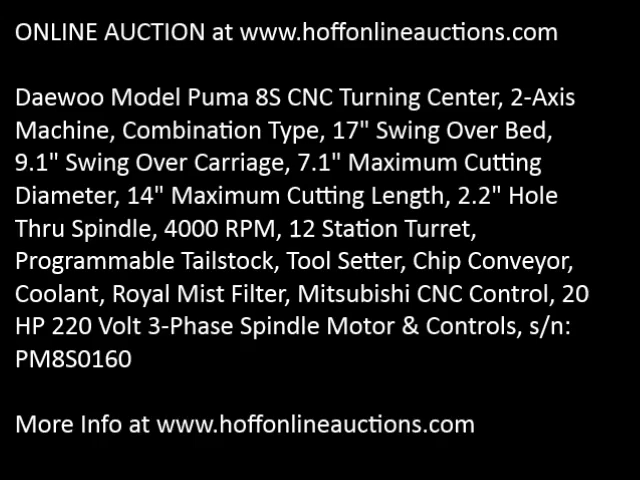 ONLINE AUCTION at www.hoffonlineauctions.com
Daewoo Model Puma 8S CNC Turning Center, 2-Axis
Machine, Combination Type, 17" Swing Over Bed,
9.1" Swing Over Carriage, 7.1" Maximum Cutting
Diameter, 14" Maximum Cutting Length, 2.2" Hole
Thru Spindle, 4000 RPM, 12 Station Turret,
Programmable Tailstock, Tool Setter, Chip Conveyor,
Coolant, Royal Mist Filter, Mitsubishi CNC Control, 20
HP 220 Volt 3-Phase Spindle Motor & Controls, s/n:
PM8S0160
More Info at www.hoffonlineauctions.com